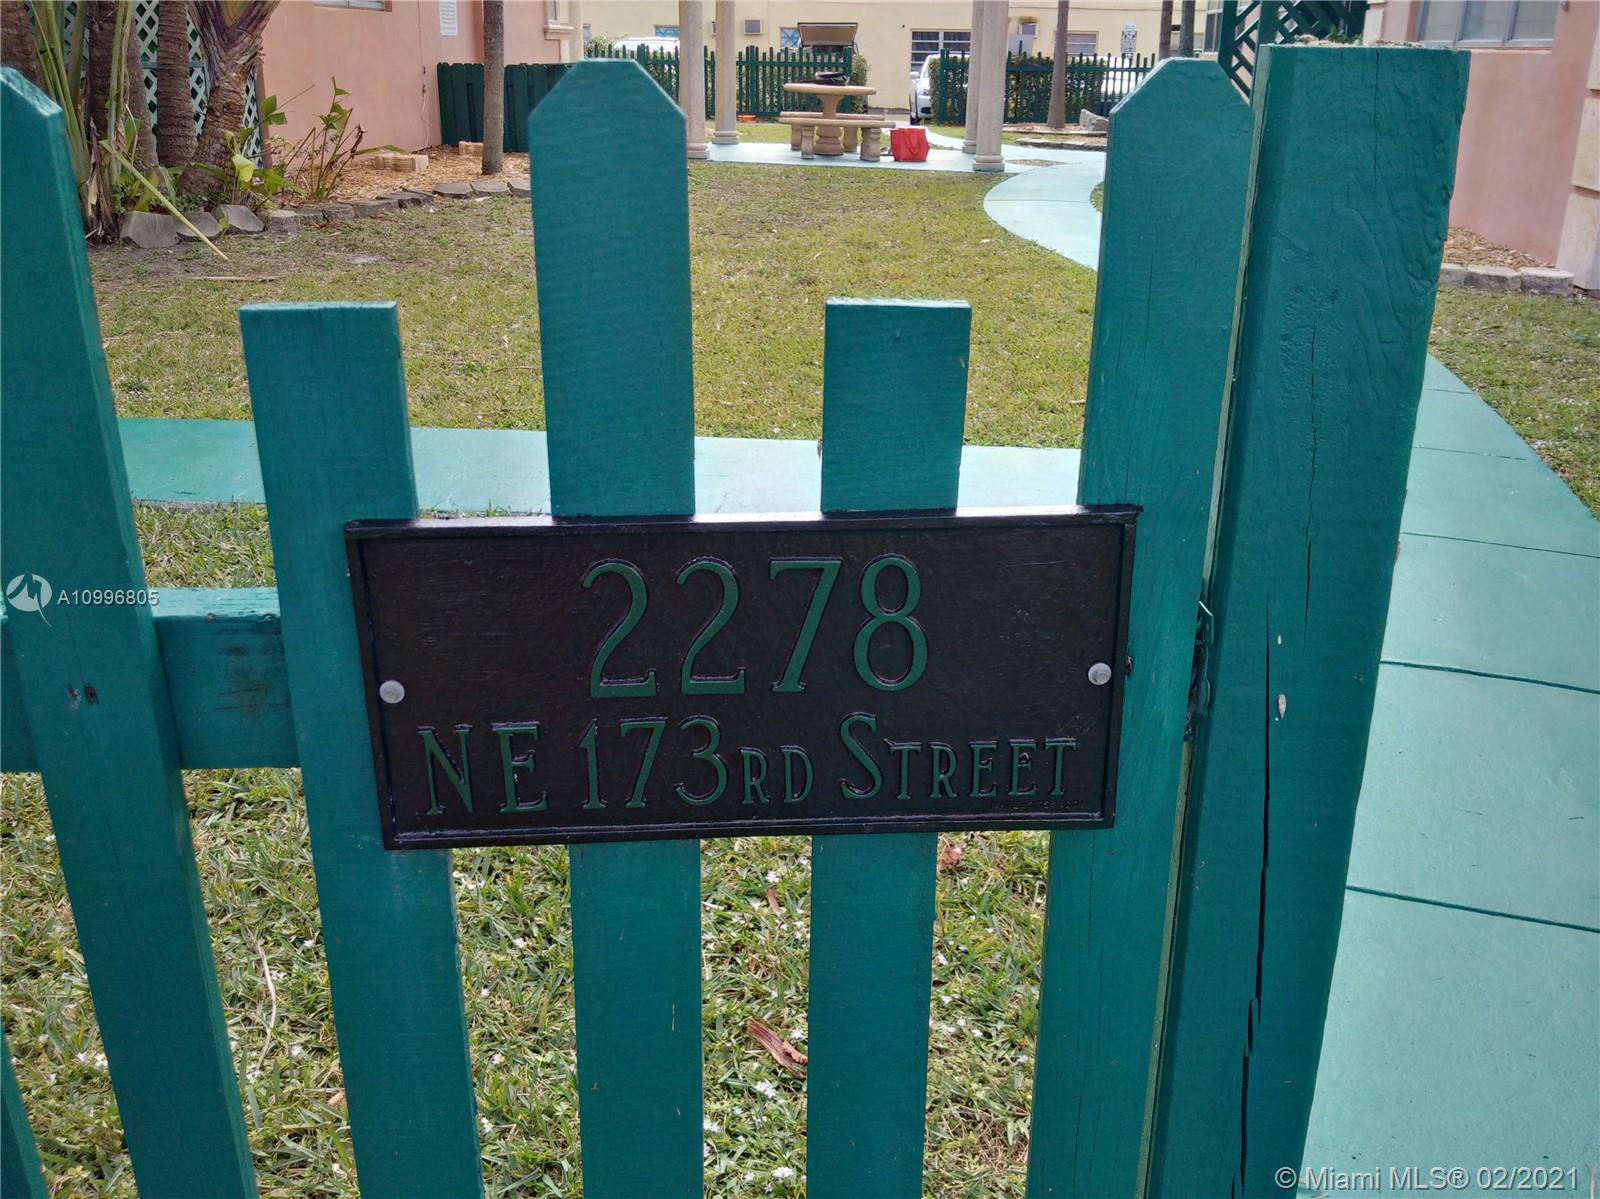 2278
NE 173RD STREET
A10996805
© Miami MLS® 02/2021